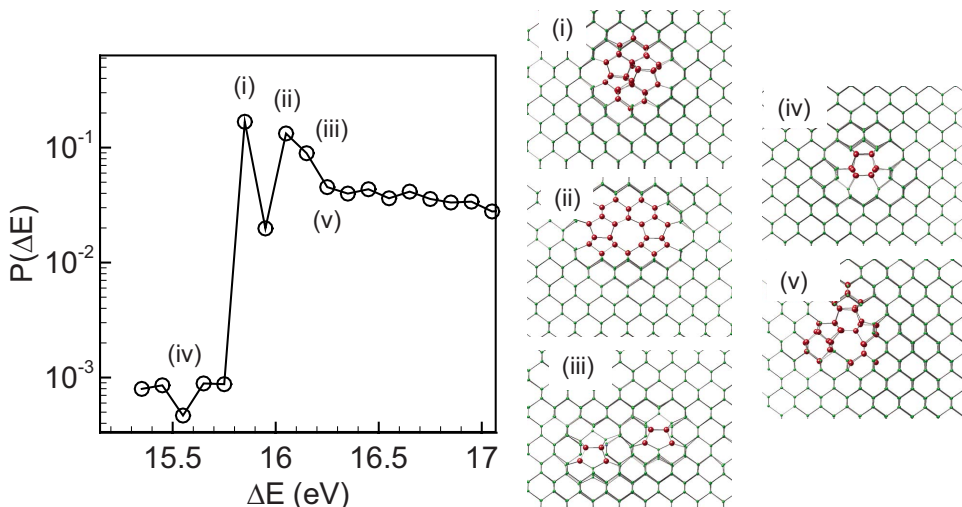 10⁻¹
10⁻²
10⁻³
P(ΔE)
(i)
(ii)
(iii)
(v)
(iv)
15.5
16
16.5
17
ΔE (eV)
(i)
(ii)
(iii)
(iv)
(v)